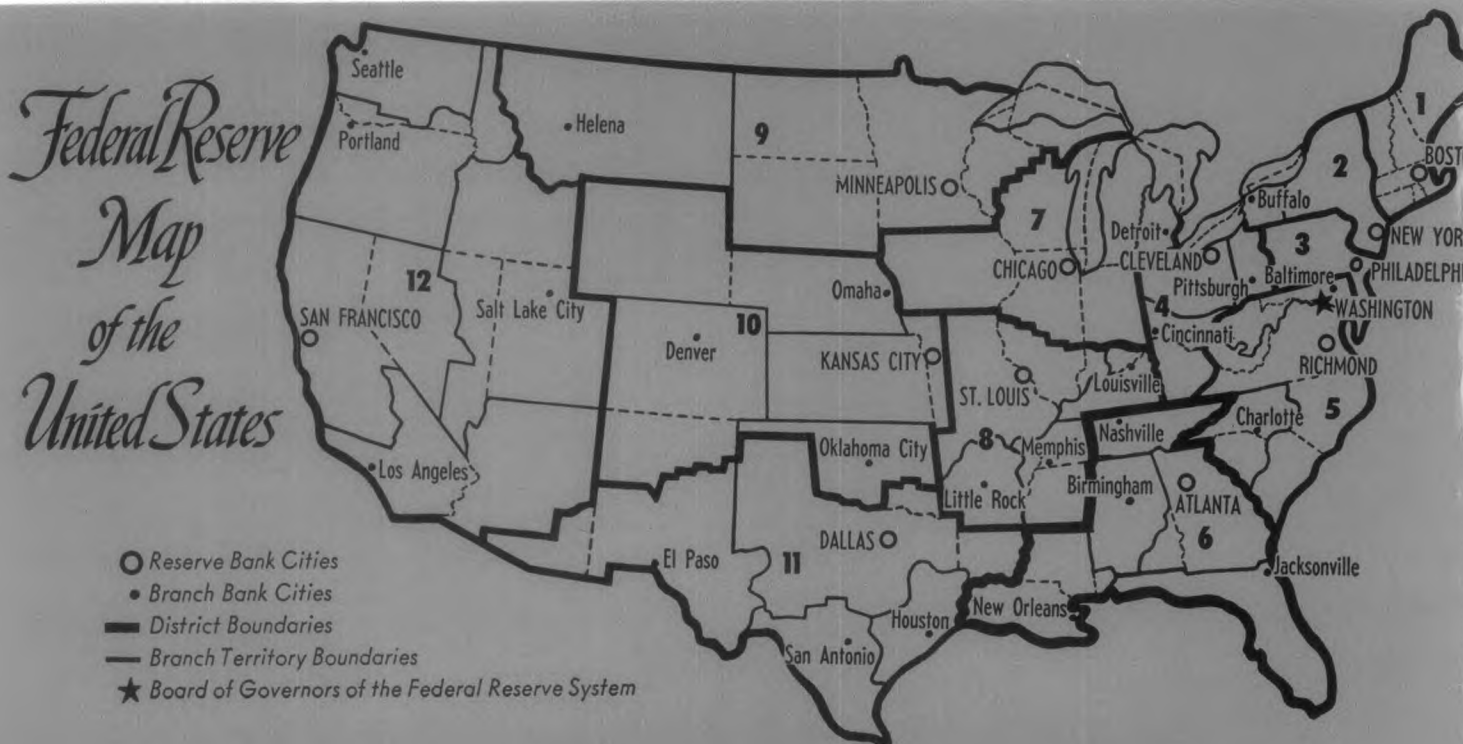 Federal Reserve
Map
of the
United States
Seattle
Portland
Helena
9
MINNEAPOLIS
7
Detroit
CHICAGO
CLEVELAND
Buffalo
1
BOST
2
NEW YOR
3
Pittsburgh
Baltimore
PHILADELPHI
WASHINGTON
4
Cincinnati
RICHMOND
12
SAN FRANCISCO
Salt Lake City
Omaha
10
Denver
KANSAS CITY
ST. LOUIS
Louisville
5
Charlotte
Los Angeles
Oklahoma City
8
Memphis
Nashville
Little Rock
Birmingham
ATLANTA
6
DALLAS
El Paso
11
Jacksonville
Houston
New Orleans
San Antonio
Reserve Bank Cities
Branch Bank Cities
District Boundaries
Branch Territory Boundaries
Board of Governors of the Federal Reserve System